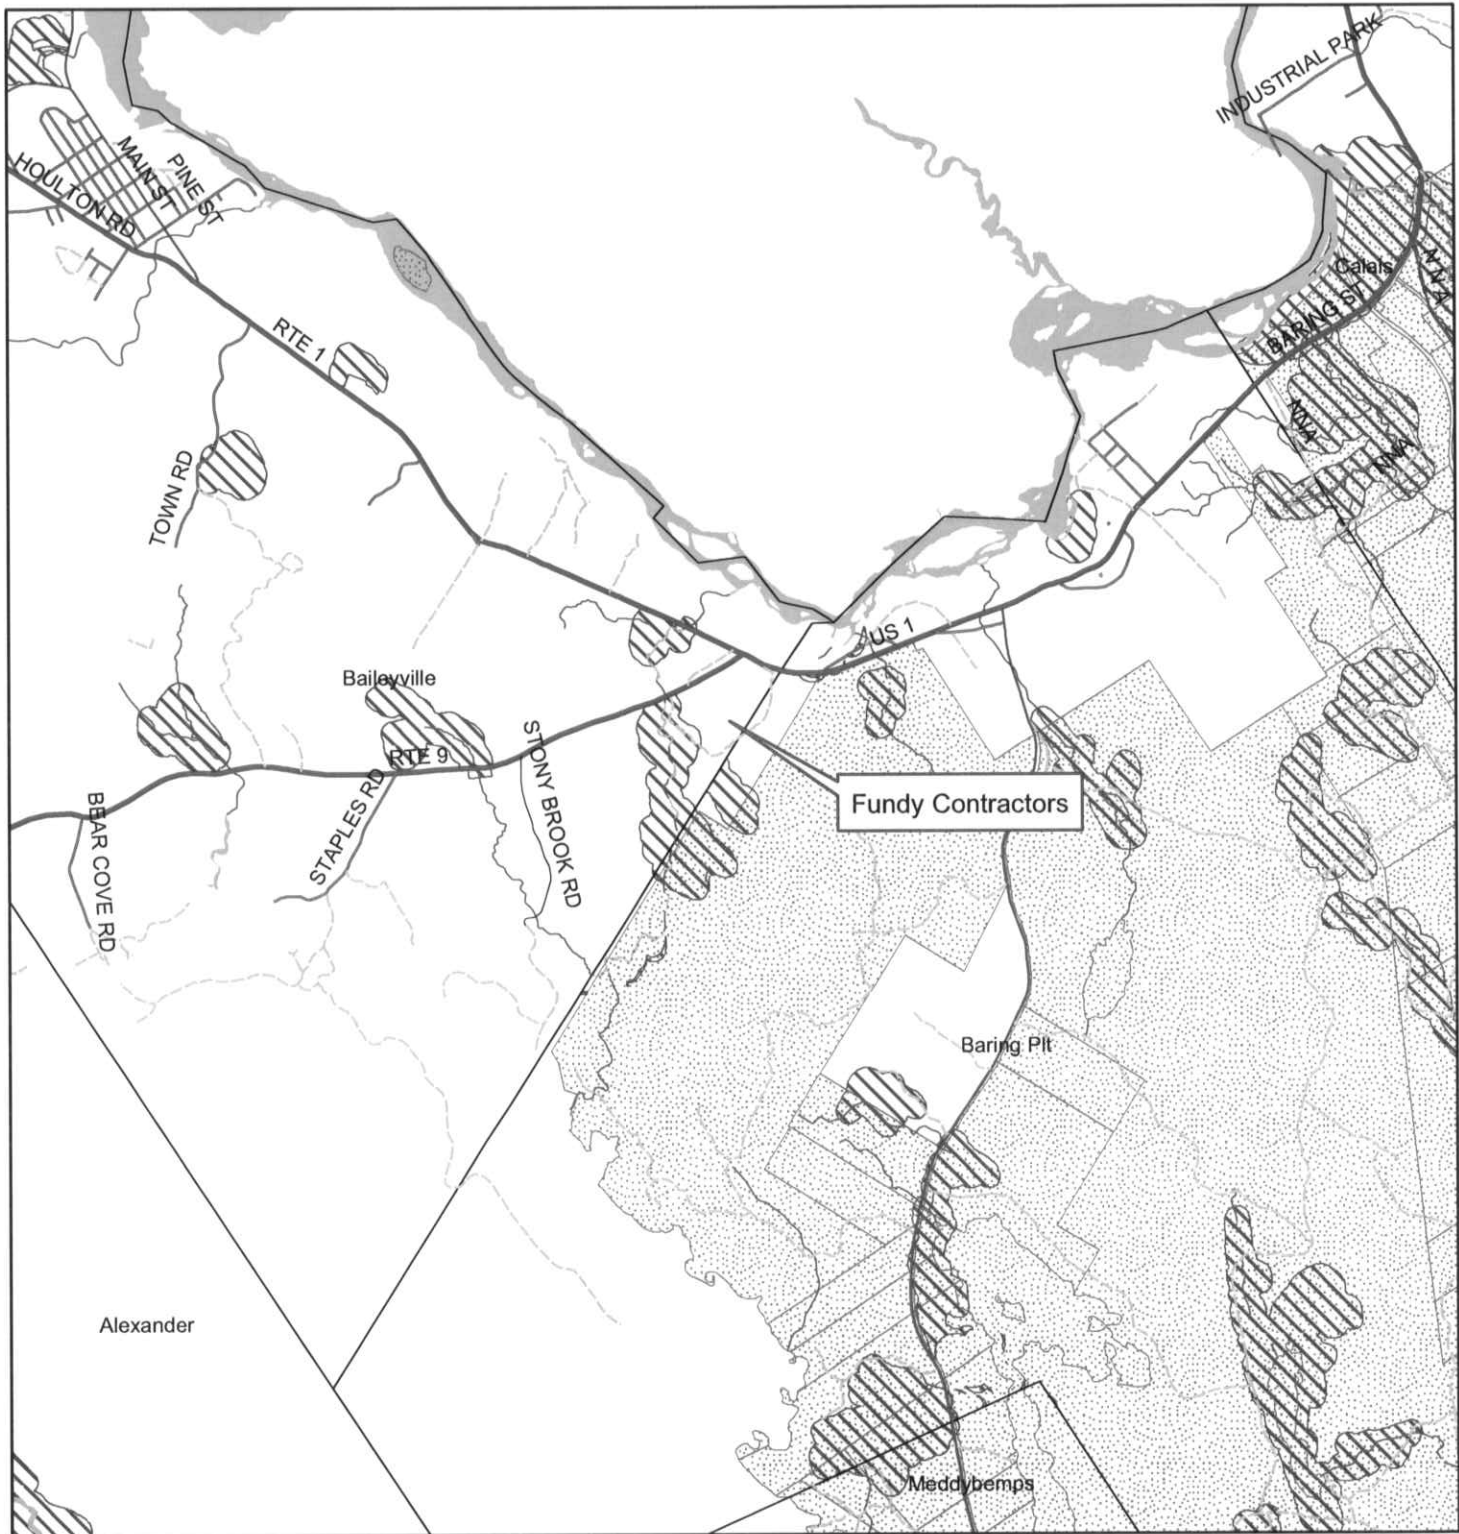 INDUSTRIAL PARK
MAIN ST
PINE ST
HOULTON RD
NNA
Calais
BARING ST
RTE 1
NNA
NNA
TOWN RD
US 1
Baileyville
STONY BROOK RD
RTE 9
STAPLES RD
BEAR COVE RD
Fundy Contractors
Baring Plt
Alexander
Meddybemps